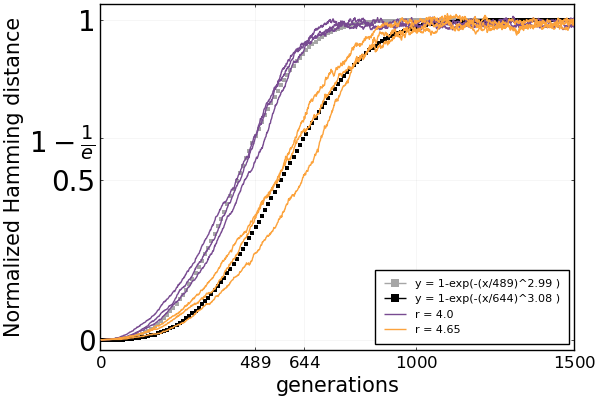 Normalized Hamming distance
1
1 − 1/e
0.5
0
0 489 644 1000 1500
generations
y = 1-exp(-(x/489)^2.99 )
y = 1-exp(-(x/644)^3.08 )
r = 4.0
r = 4.65